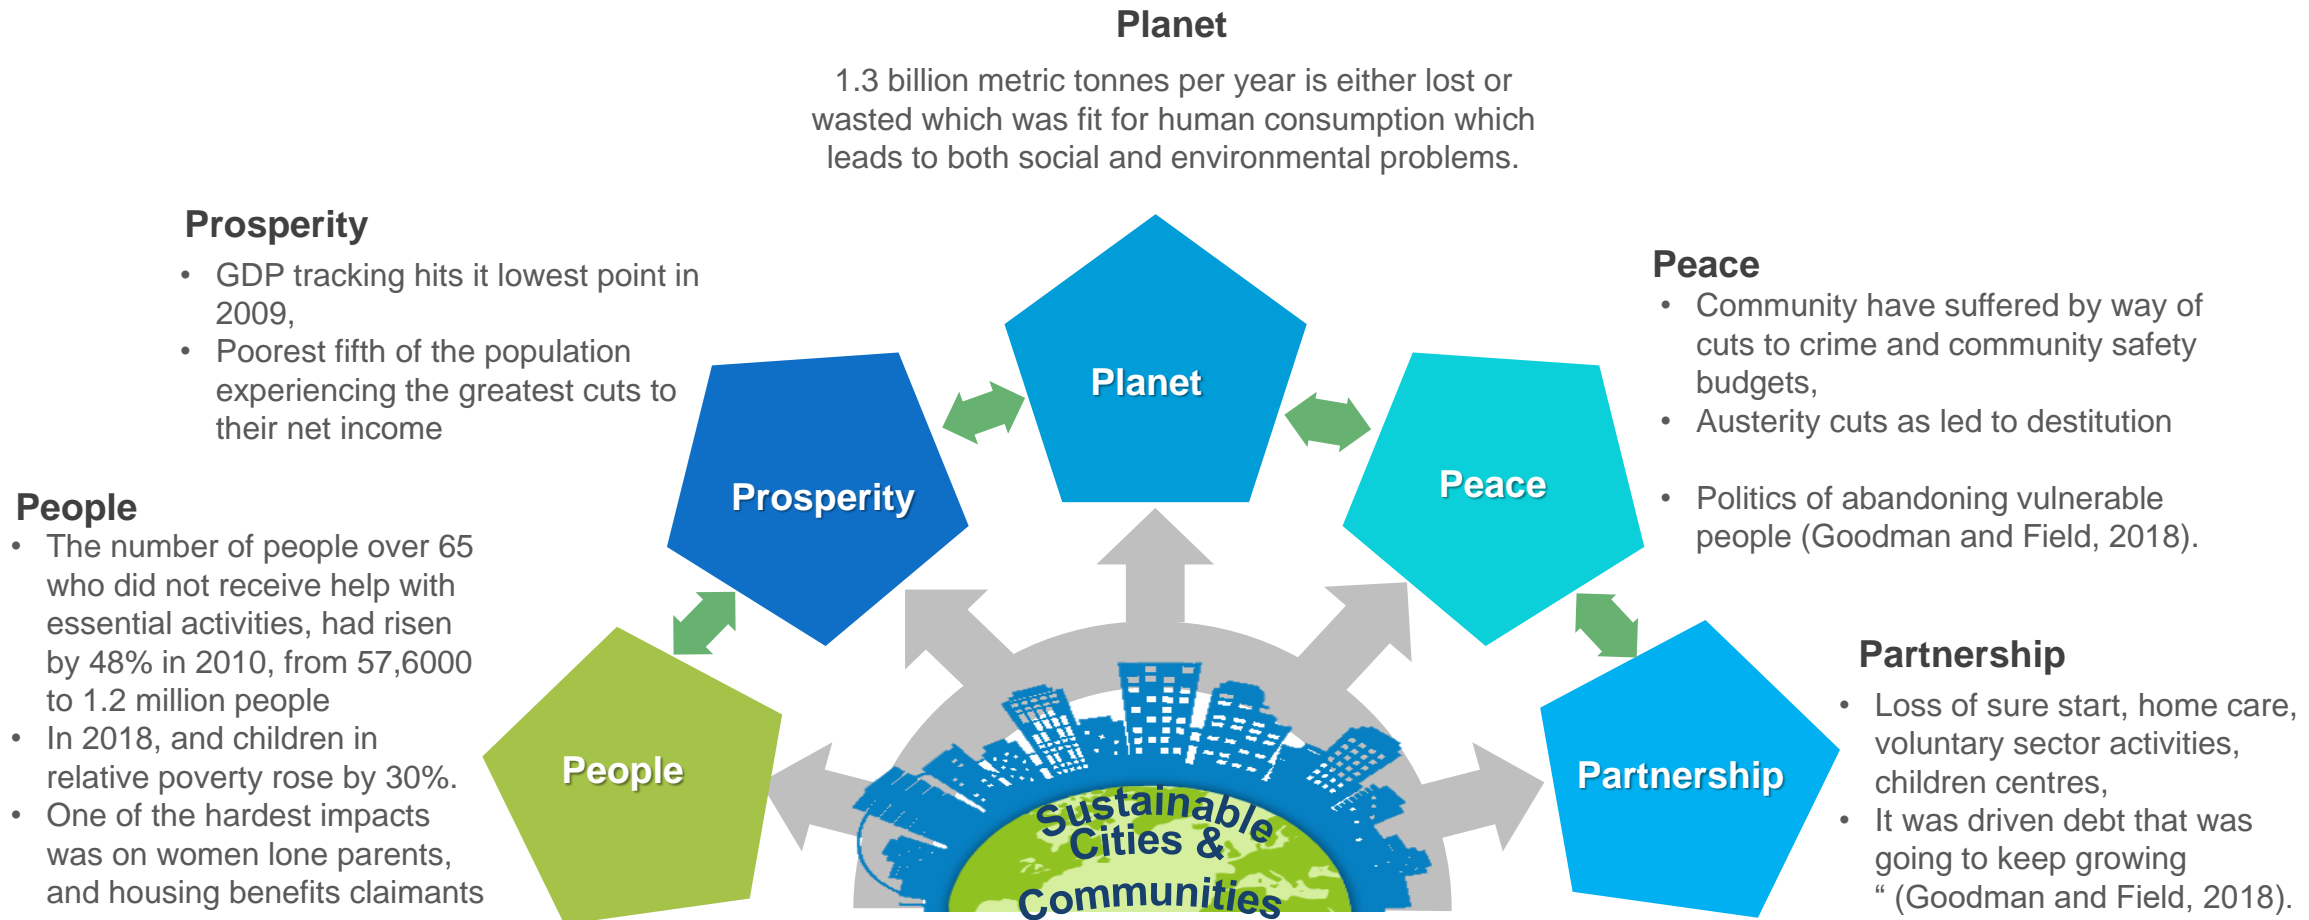 Planet
1.3 billion metric tonnes per year is either lost or
wasted which was fit for human consumption which
leads to both social and environmental problems.
Prosperity
• GDP tracking hits it lowest point in
2009,
• Poorest fifth of the population
experiencing the greatest cuts to
their net income
Peace
• Community have suffered by way of
cuts to crime and community safety
budgets,
• Austerity cuts as led to destitution
• Politics of abandoning vulnerable
people (Goodman and Field, 2018).
People
• The number of people over 65
who did not receive help with
essential activities, had risen
by 48% in 2010, from 57,6000
to 1.2 million people
• In 2018, and children in
relative poverty rose by 30%.
• One of the hardest impacts
was on women lone parents,
and housing benefits claimants
Partnership
• Loss of sure start, home care,
voluntary sector activities,
children centres,
• It was driven debt that was
going to keep growing
“ (Goodman and Field, 2018).
People
Prosperity
Planet
Peace
Partnership
Sustainable
Cities &
Communities